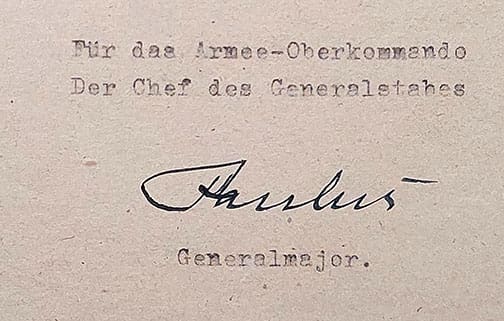 Für das Armee-Oberkommando
Der Chef des Generalstabes
Paulus
Generalmajor.